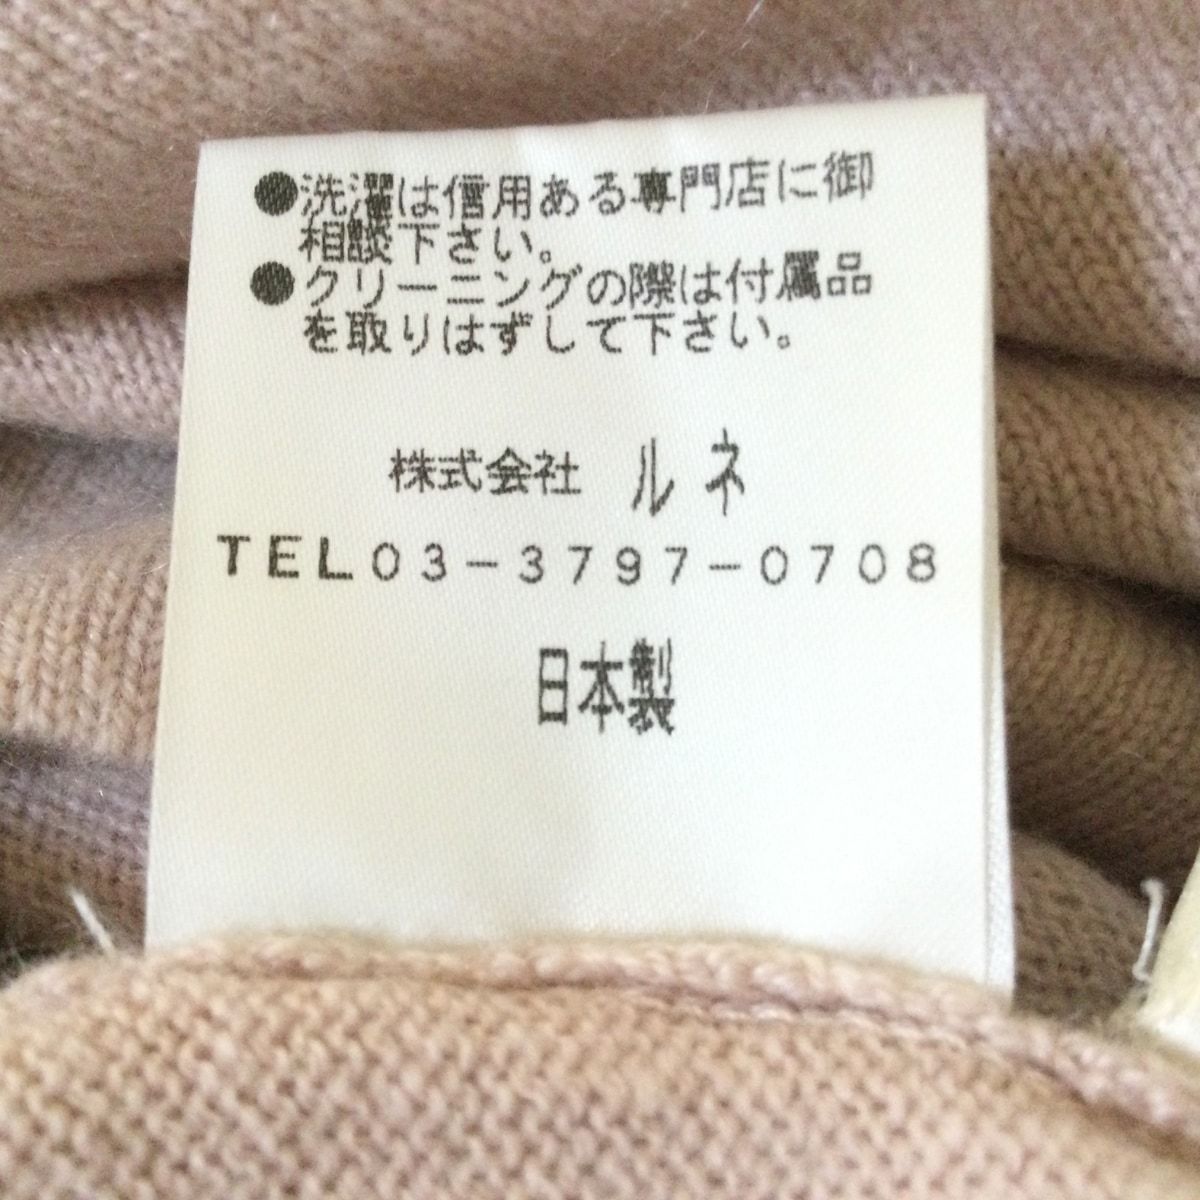 ●洗濯は信用ある専門店に御
相談下さい。
●クリーニングの際は付属品
を取りはずして下さい。
株式会社 ルネ
TEL03-3797-0708
日本製